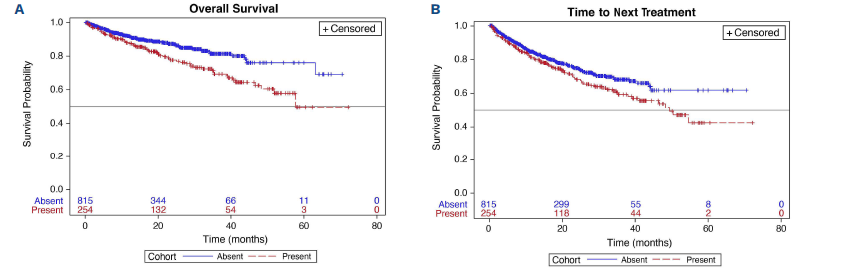 A
Overall Survival
+ Censored
Survival Probability
1.0
0.8
0.6
0.4
0.2
0.0
Absent 815 344 66 11 0
Present 254 132 54 3 0
0 20 40 60 80
Time (months)
Cohort Absent Present
B
Time to Next Treatment
+ Censored
Survival Probability
1.0
0.8
0.6
0.4
0.2
0.0
Absent 815 299 55 8 0
Present 254 118 44 2 0
0 20 40 60 80
Time (months)
Cohort Absent Present